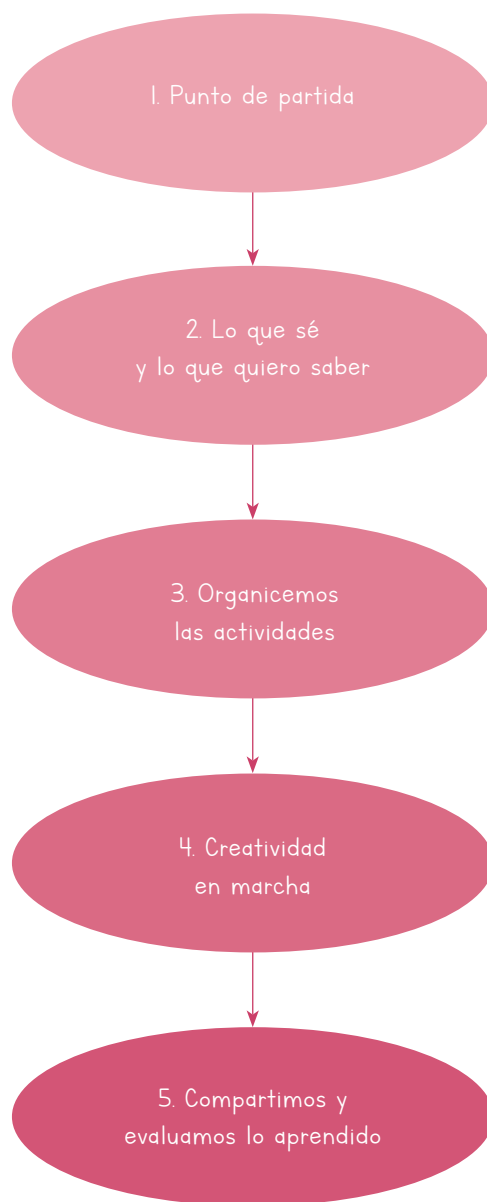 1. Punto de partida
2. Lo que sé
y lo que quiero saber
3. Organicemos
las actividades
4. Creatividad
en marcha
5. Compartimos y
evaluamos lo aprendido